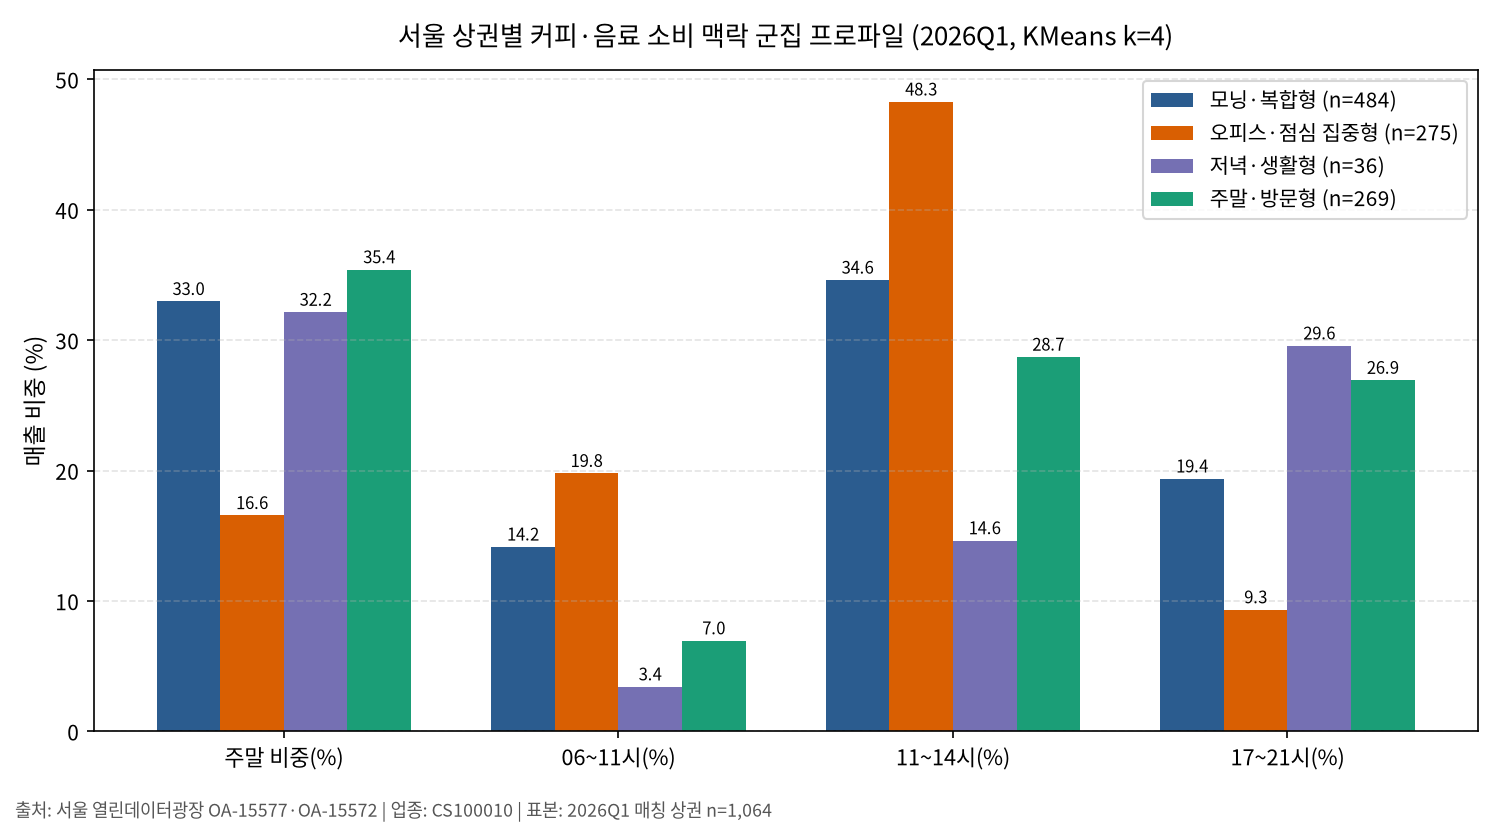 서울 상권별 커피·음료 소비 맥락 군집 프로파일 (2026Q1, KMeans k=4)
매출 비중 (%)
50
40
30
20
10
0
모닝·복합형 (n=484)
오피스·점심 집중형 (n=275)
저녁·생활형 (n=36)
주말·방문형 (n=269)
33.0
16.6
32.2
35.4
14.2
19.8
3.4
7.0
34.6
48.3
14.6
28.7
19.4
9.3
29.6
26.9
주말 비중(%)
06~11시(%)
11~14시(%)
17~21시(%)
출처: 서울 열린데이터광장 OA-15577·OA-15572 | 업종: CS100010 | 표본: 2026Q1 매칭 상권 n=1,064